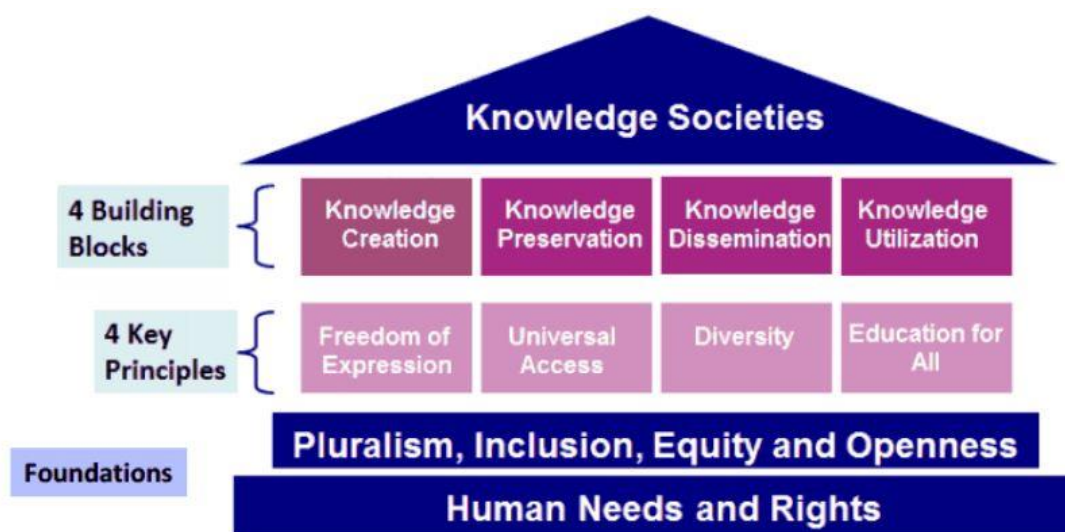 Knowledge Societies
4 Building
Blocks
Knowledge
Creation
Knowledge
Preservation
Knowledge
Dissemination
Knowledge
Utilization
4 Key
Principles
Freedom of
Expression
Universal
Access
Diversity
Education for
All
Foundations
Pluralism, Inclusion, Equity and Openness
Human Needs and Rights